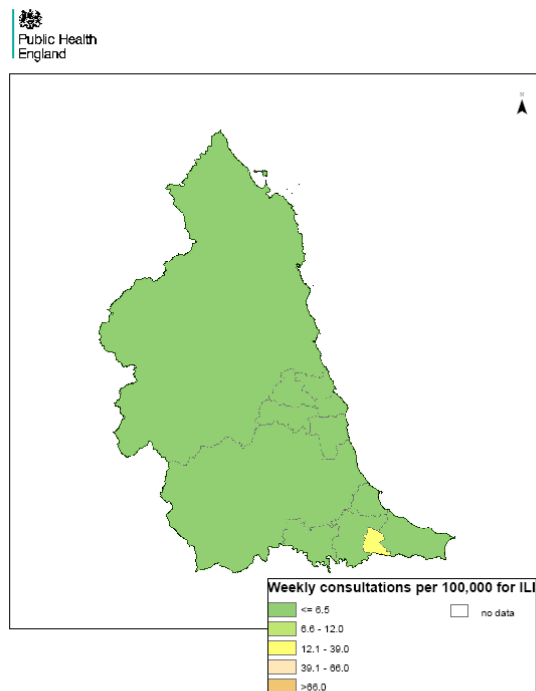 Public Health
England
N
Weekly consultations per 100,000 for ILI
<= 6.5
no data
6.6 - 12.0
12.1 - 39.0
39.1 - 66.0
>66.0